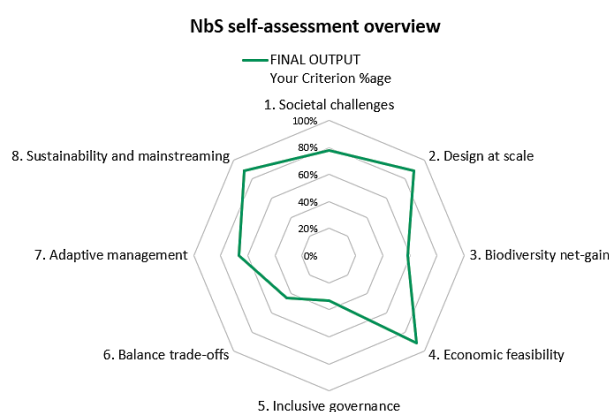 NbS self-assessment overview
FINAL OUTPUT
Your Criterion %age
1. Societal challenges
100%
8. Sustainability and mainstreaming
80%
2. Design at scale
60%
40%
20%
7. Adaptive management
0%
3. Biodiversity net-gain
6. Balance trade-offs
4. Economic feasibility
5. Inclusive governance